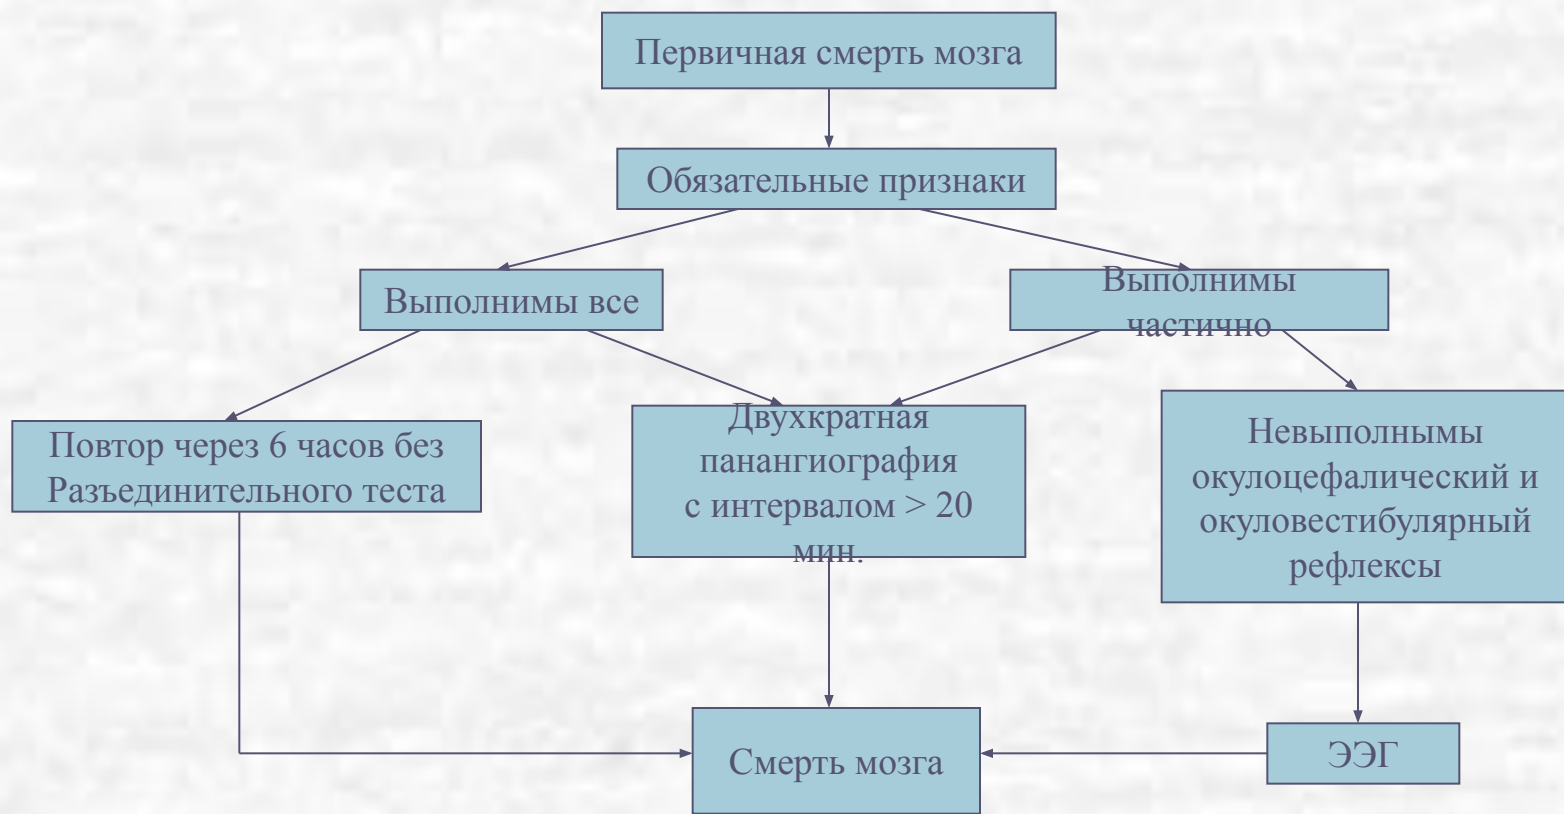 Первичная смерть мозга
Обязательные признаки
Выполнимы все
Выполнимы
частично
Повтор через 6 часов без
Разъединительного теста
Двухкратная
панангиография
с интервалом > 20
мин.
Невыполнымы
окулоцефалический и
окуловестибулярный
рефлексы
Смерть мозга
ЭЭГ